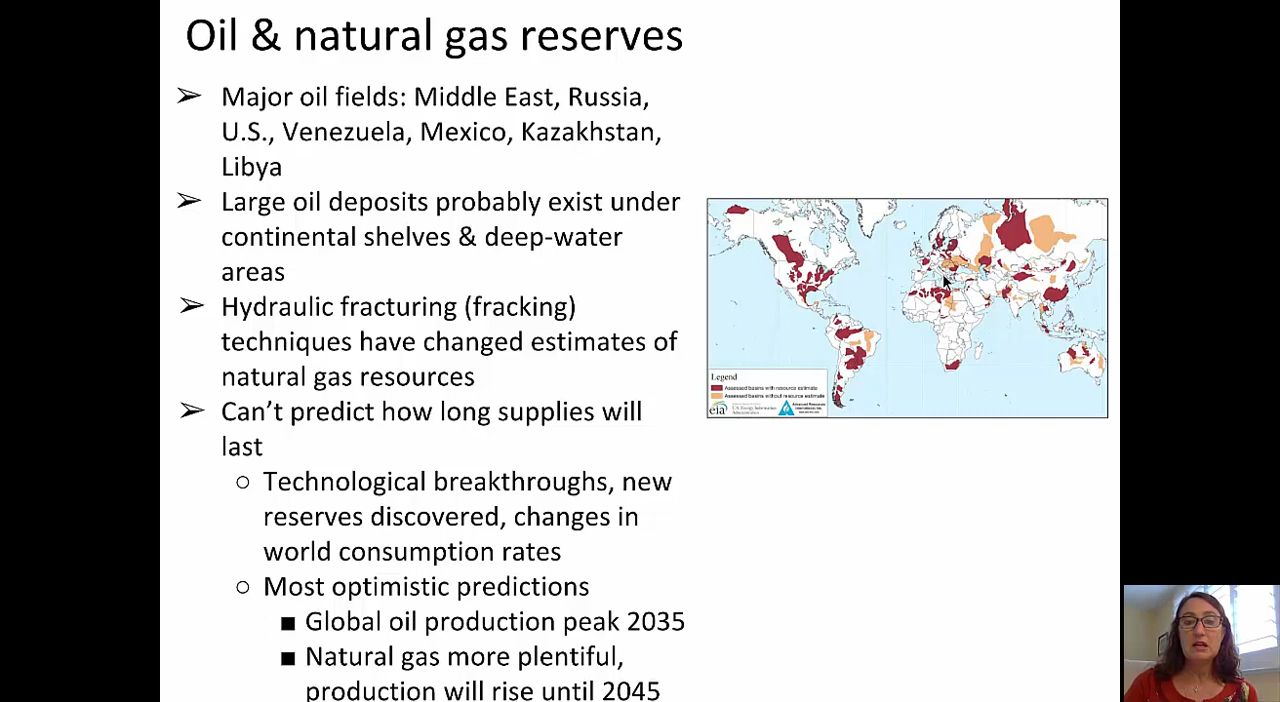 Oil & natural gas reserves
➢ Major oil fields: Middle East, Russia,
U.S., Venezuela, Mexico, Kazakhstan,
Libya
➢ Large oil deposits probably exist under
continental shelves & deep-water
areas
➢ Hydraulic fracturing (fracking)
techniques have changed estimates of
natural gas resources
➢ Can’t predict how long supplies will
last
○ Technological breakthroughs, new
reserves discovered, changes in
world consumption rates
○ Most optimistic predictions
■ Global oil production peak 2035
■ Natural gas more plentiful,
production will rise until 2045
Legend
Assessed basins with resource estimate
Assessed basins without resource estimate
eia
U.S. Energy Information
Administration
Advanced Resources